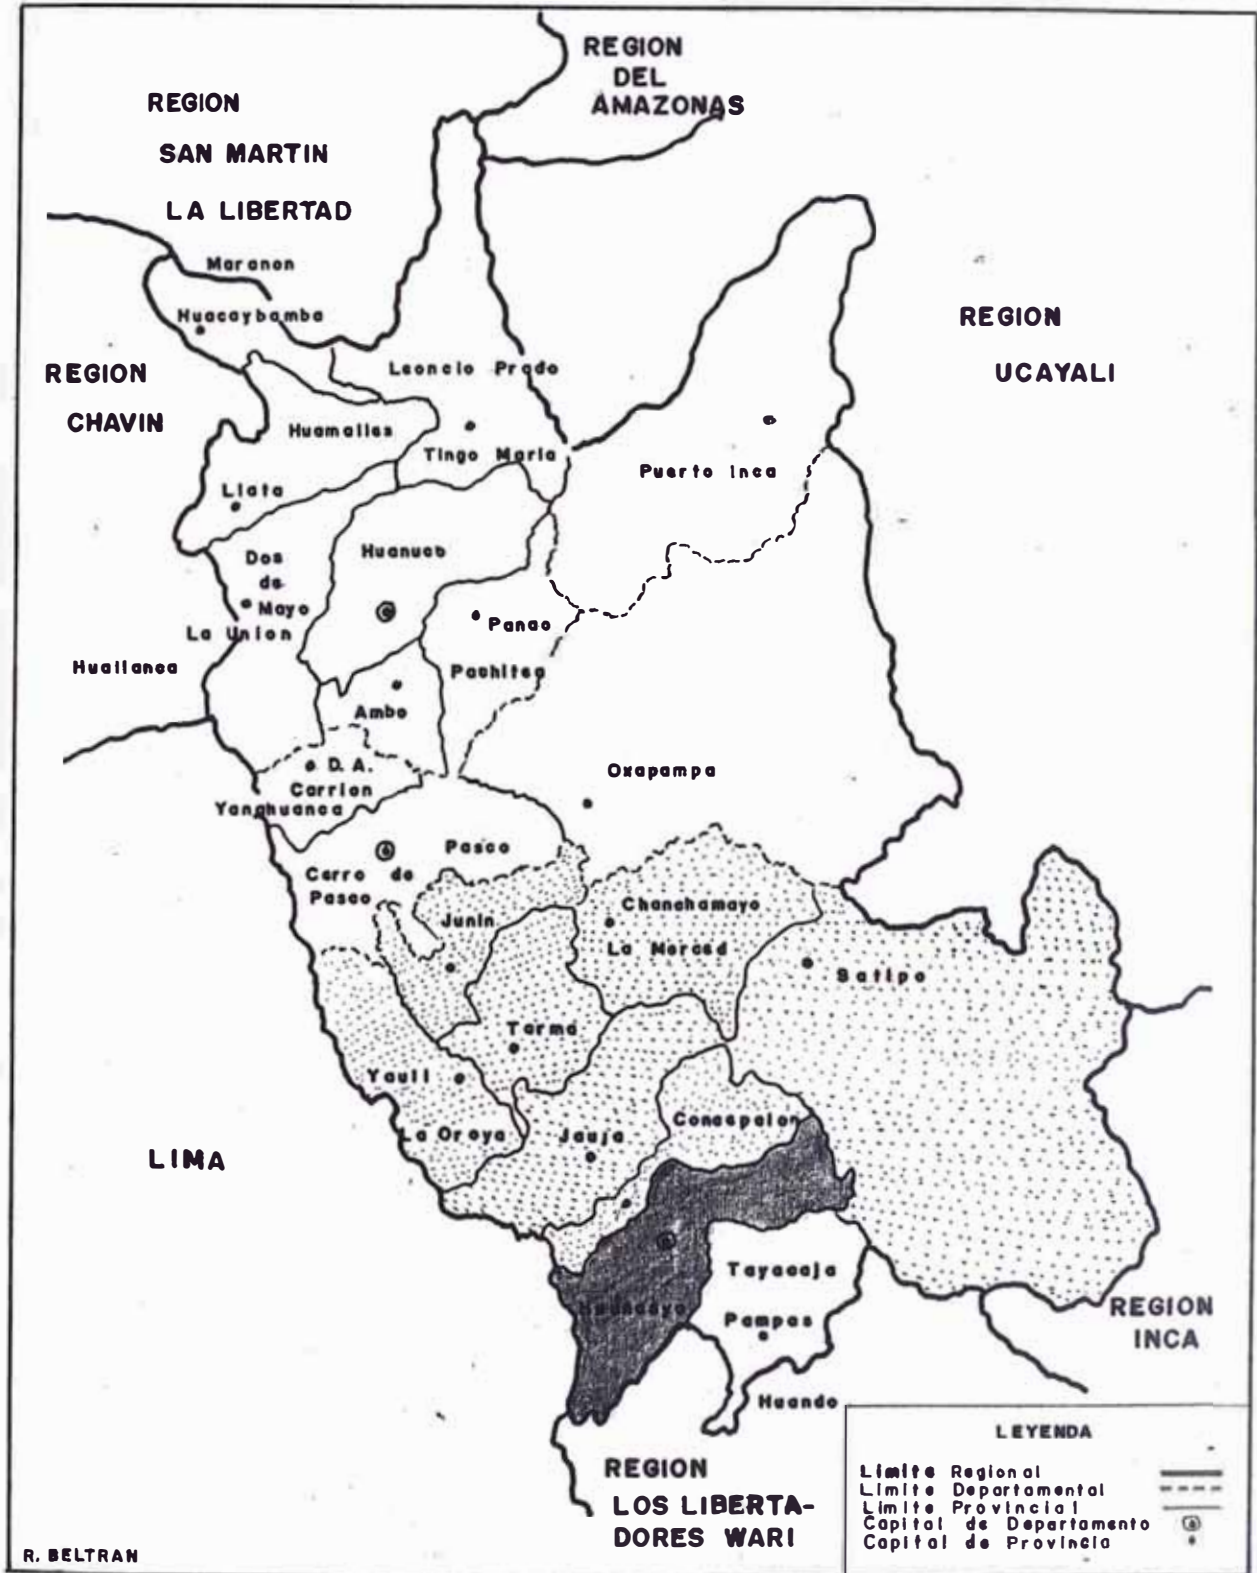 REGION
DEL
AMAZONAS
REGION
SAN MARTIN
LA LIBERTAD
Maranon
Huacaybamba
REGION
UCAYALI
REGION
CHAVIN
Leoncio Prado
Huamalies
Tingo Maria
Puerto Inca
Llata
Huanuco
Dos
de
Mayo
La Union
Panao
Huallanca
Pachitea
Ambo
D. A.
Carrion
Yanahuanca
Oxapampa
Pasco
Cerro de
Pasco
Chanchamayo
Junin
La Merced
Satipo
Tarma
Yauli
Concepcion
La Oroya
Jauja
LIMA
Tayacaja
Huancayo
Pampas
REGION
INCA
Huando
REGION
LOS LIBERTA-
DORES WARI
LEYENDA
Limite Regional
Limite Departamental
Limite Provincial
Capital de Departamento
Capital de Provincia
R. BELTRAN